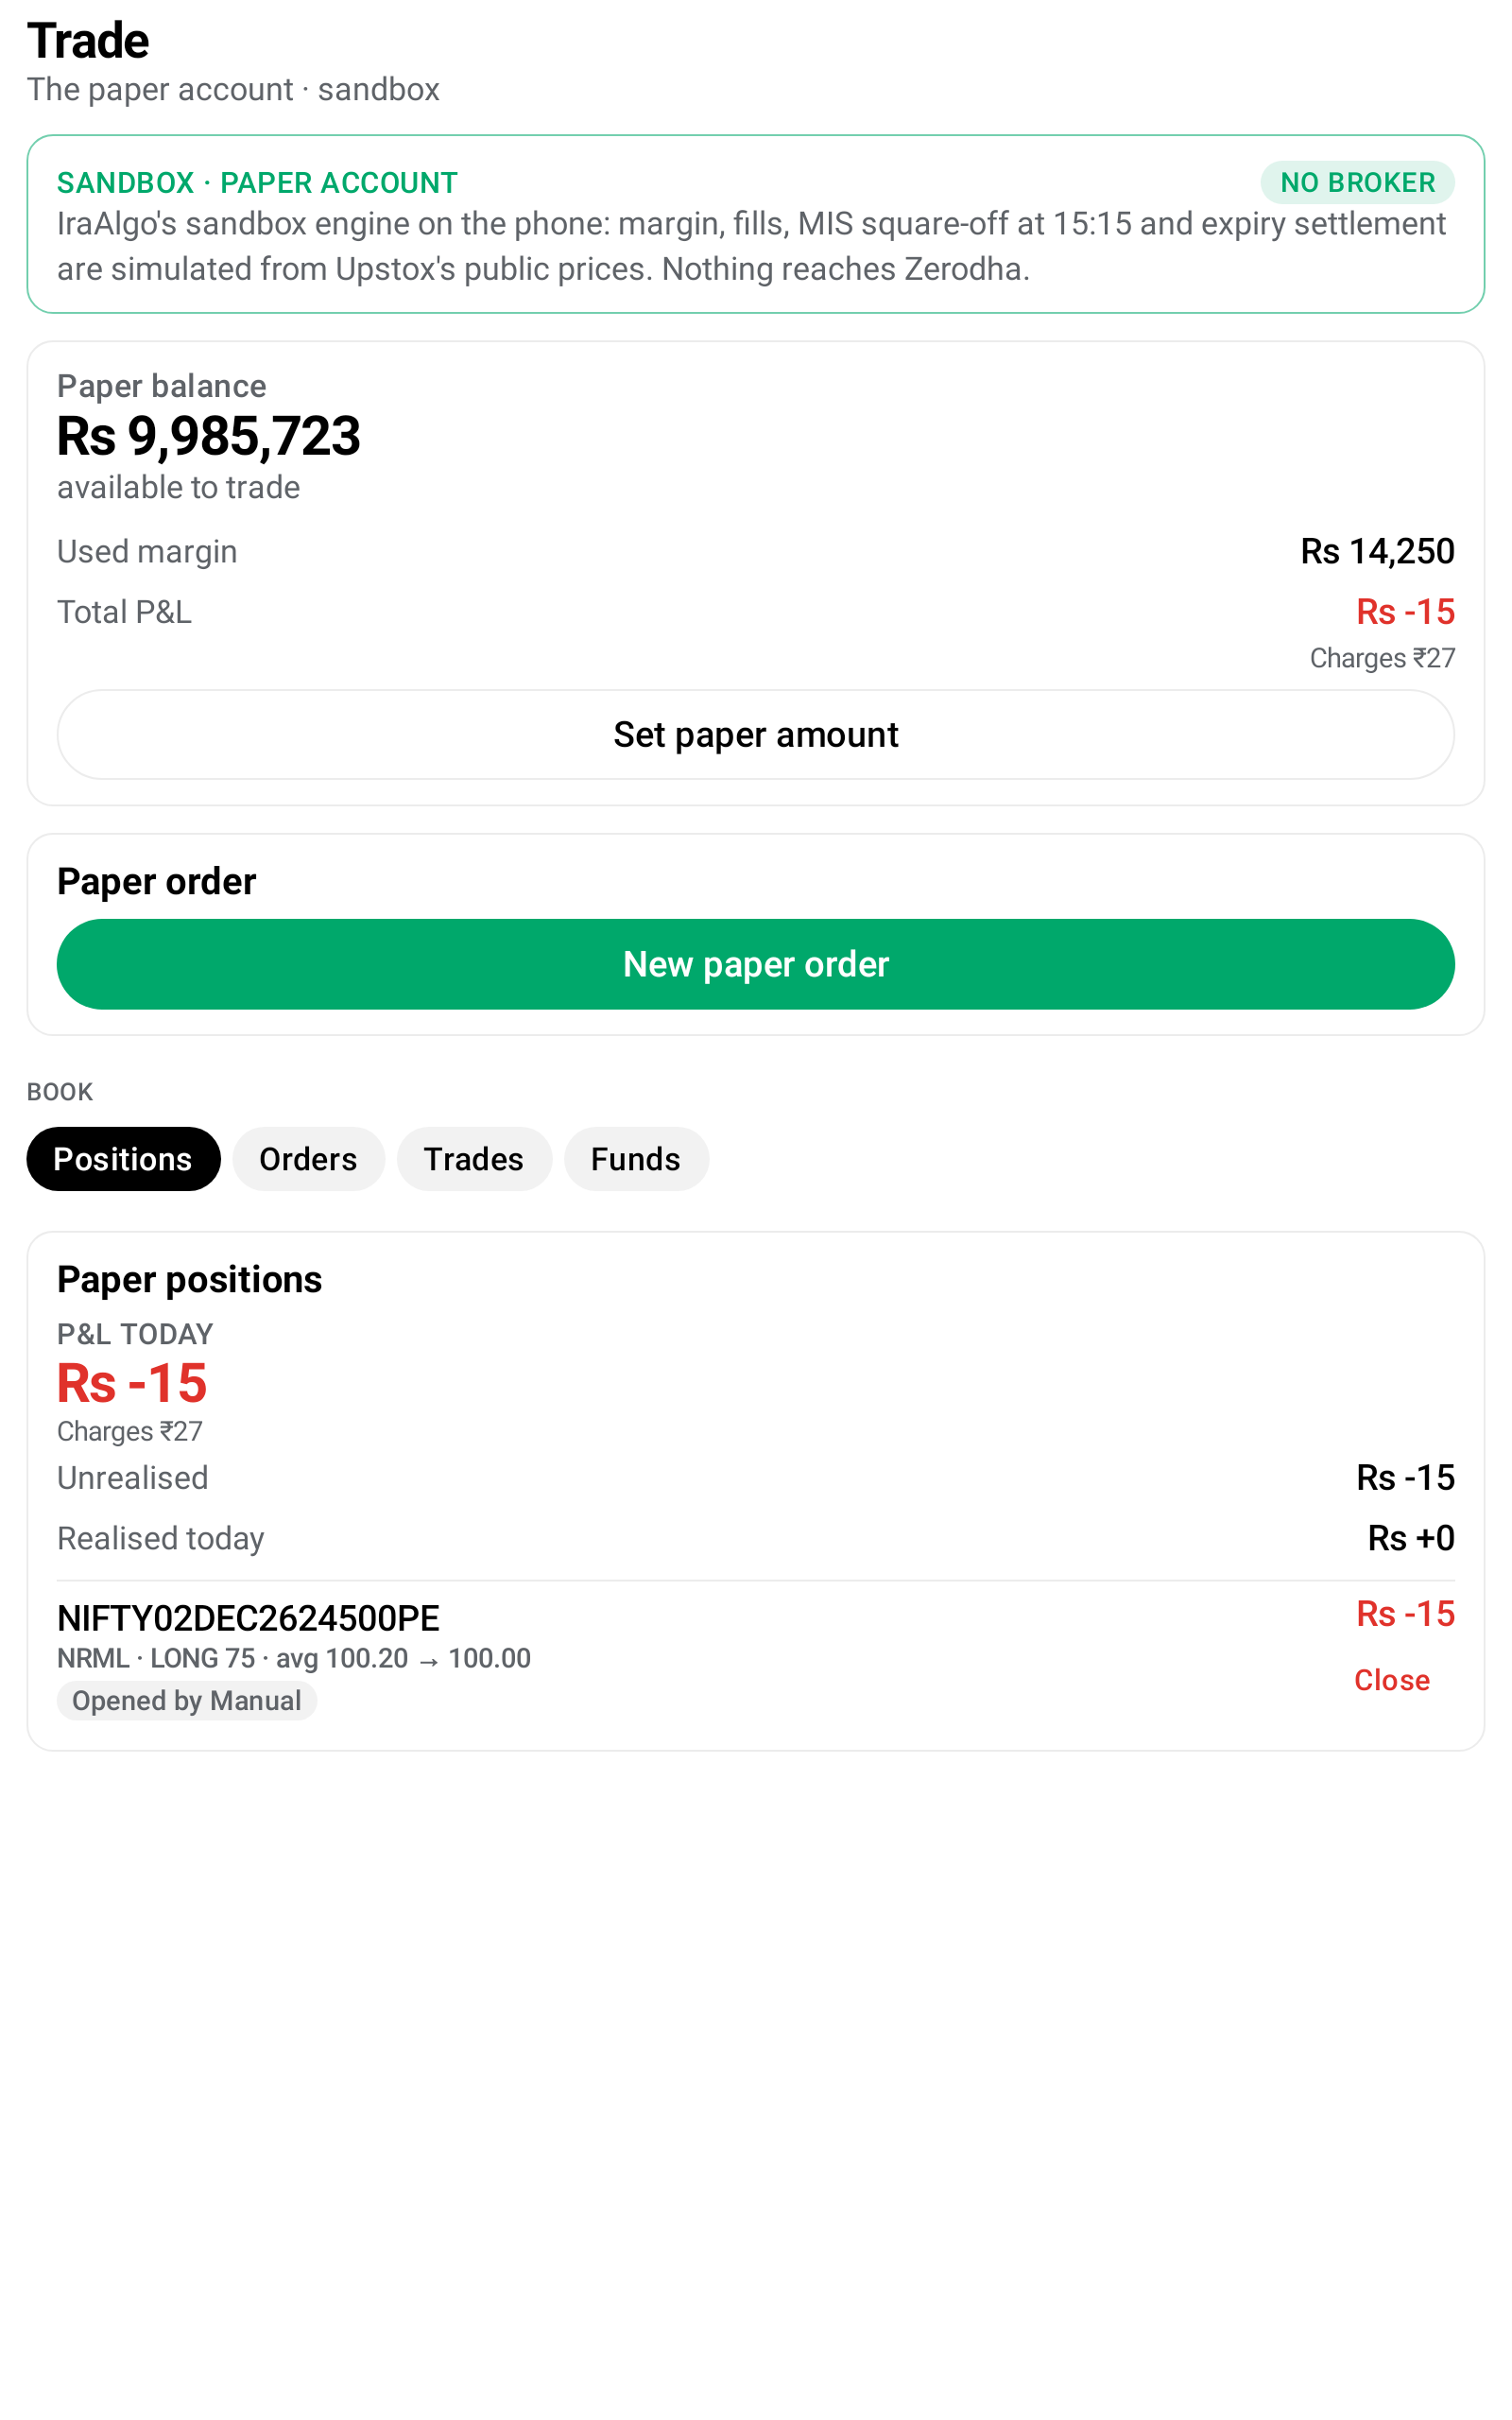 Trade
The paper account · sandbox
SANDBOX · PAPER ACCOUNT
NO BROKER
IraAlgo's sandbox engine on the phone: margin, fills, MIS square-off at 15:15 and expiry settlement
are simulated from Upstox's public prices. Nothing reaches Zerodha.
Paper balance
Rs 9,985,723
available to trade
Used margin
Rs 14,250
Total P&L
Rs -15
Charges ₹27
Set paper amount
Paper order
New paper order
BOOK
Positions
Orders
Trades
Funds
Paper positions
P&L TODAY
Rs -15
Charges ₹27
Unrealised
Rs -15
Realised today
Rs +0
NIFTY02DEC2624500PE
Rs -15
NRML · LONG 75 · avg 100.20 → 100.00
Close
Opened by Manual